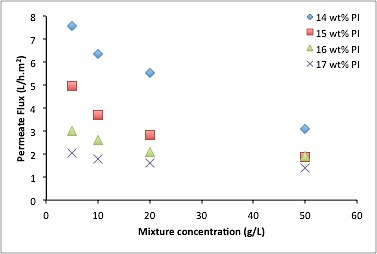 8
7
6
5
4
3
2
1
0
Permeate Flux (L/h.m²)
0 10 20 30 40 50 60
Mixture concentration (g/L)
14 wt% PI
15 wt% PI
16 wt% PI
17 wt% PI